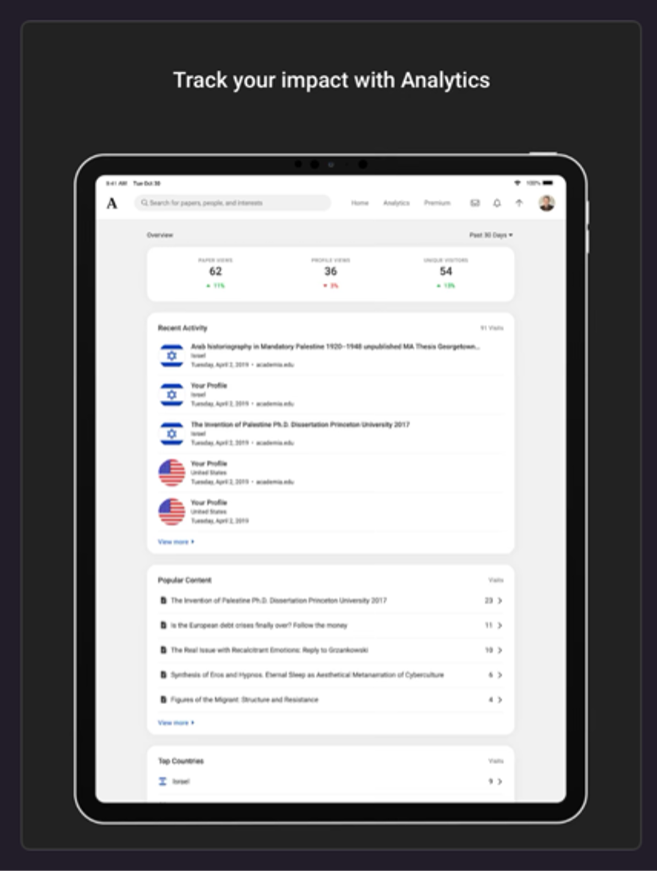 Track your impact with Analytics
9:41 AM Tue Oct 30
100%
A
Search for papers, people, and interests
Home
Analytics
Premium
Overview
Past 30 Days
PAPER VIEWS
PROFILE VIEWS
UNIQUE VISITORS
62
36
54
11%
Recent Activity
91 Visits
Arab historiography in Mandatory Palestine 1920–1948 unpublished MA Thesis Georgetown...
Israel
Tuesday, April 2, 2019 • academia.edu
Your Profile
Israel
Tuesday, April 2, 2019 • academia.edu
The Invention of Palestine Ph.D. Dissertation Princeton University 2017
Israel
Tuesday, April 2, 2019 • academia.edu
Your Profile
United States
Tuesday, April 2, 2019 • academia.edu
Your Profile
United States
Tuesday, April 2, 2019
View more
Popular Content
Visits
The Invention of Palestine Ph.D. Dissertation Princeton University 2017
23
Is the European debt crises finally over? Follow the money
11
The Real Issue with Recalcitrant Emotions: Reply to Grzankowski
10
Synthesis of Eros and Hypnos: Eternal Sleep as Aesthetical Metanarration of Cyberculture
6
Figures of the Migrant: Structure and Resistance
4
View more
Top Countries
Visits
Israel
9